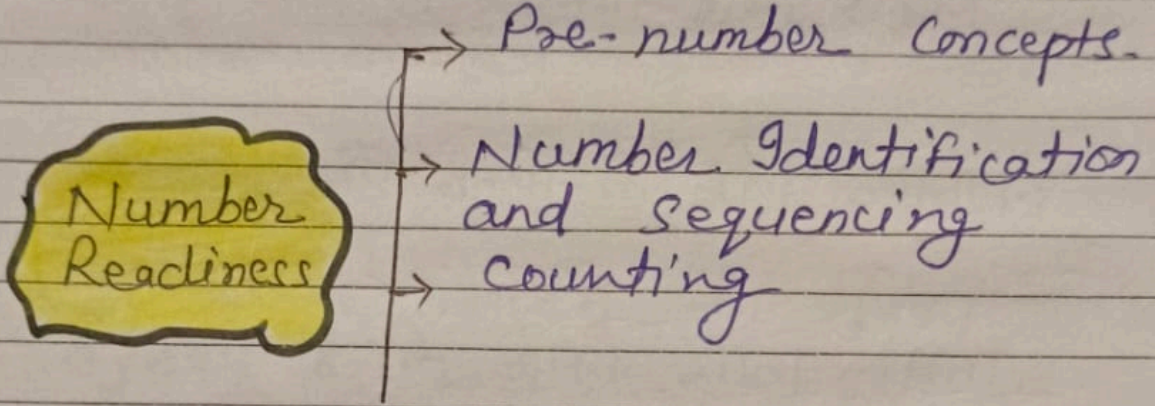 Pre-number Concepts.
Number Identification
and Sequencing
Counting
Number
Readiness